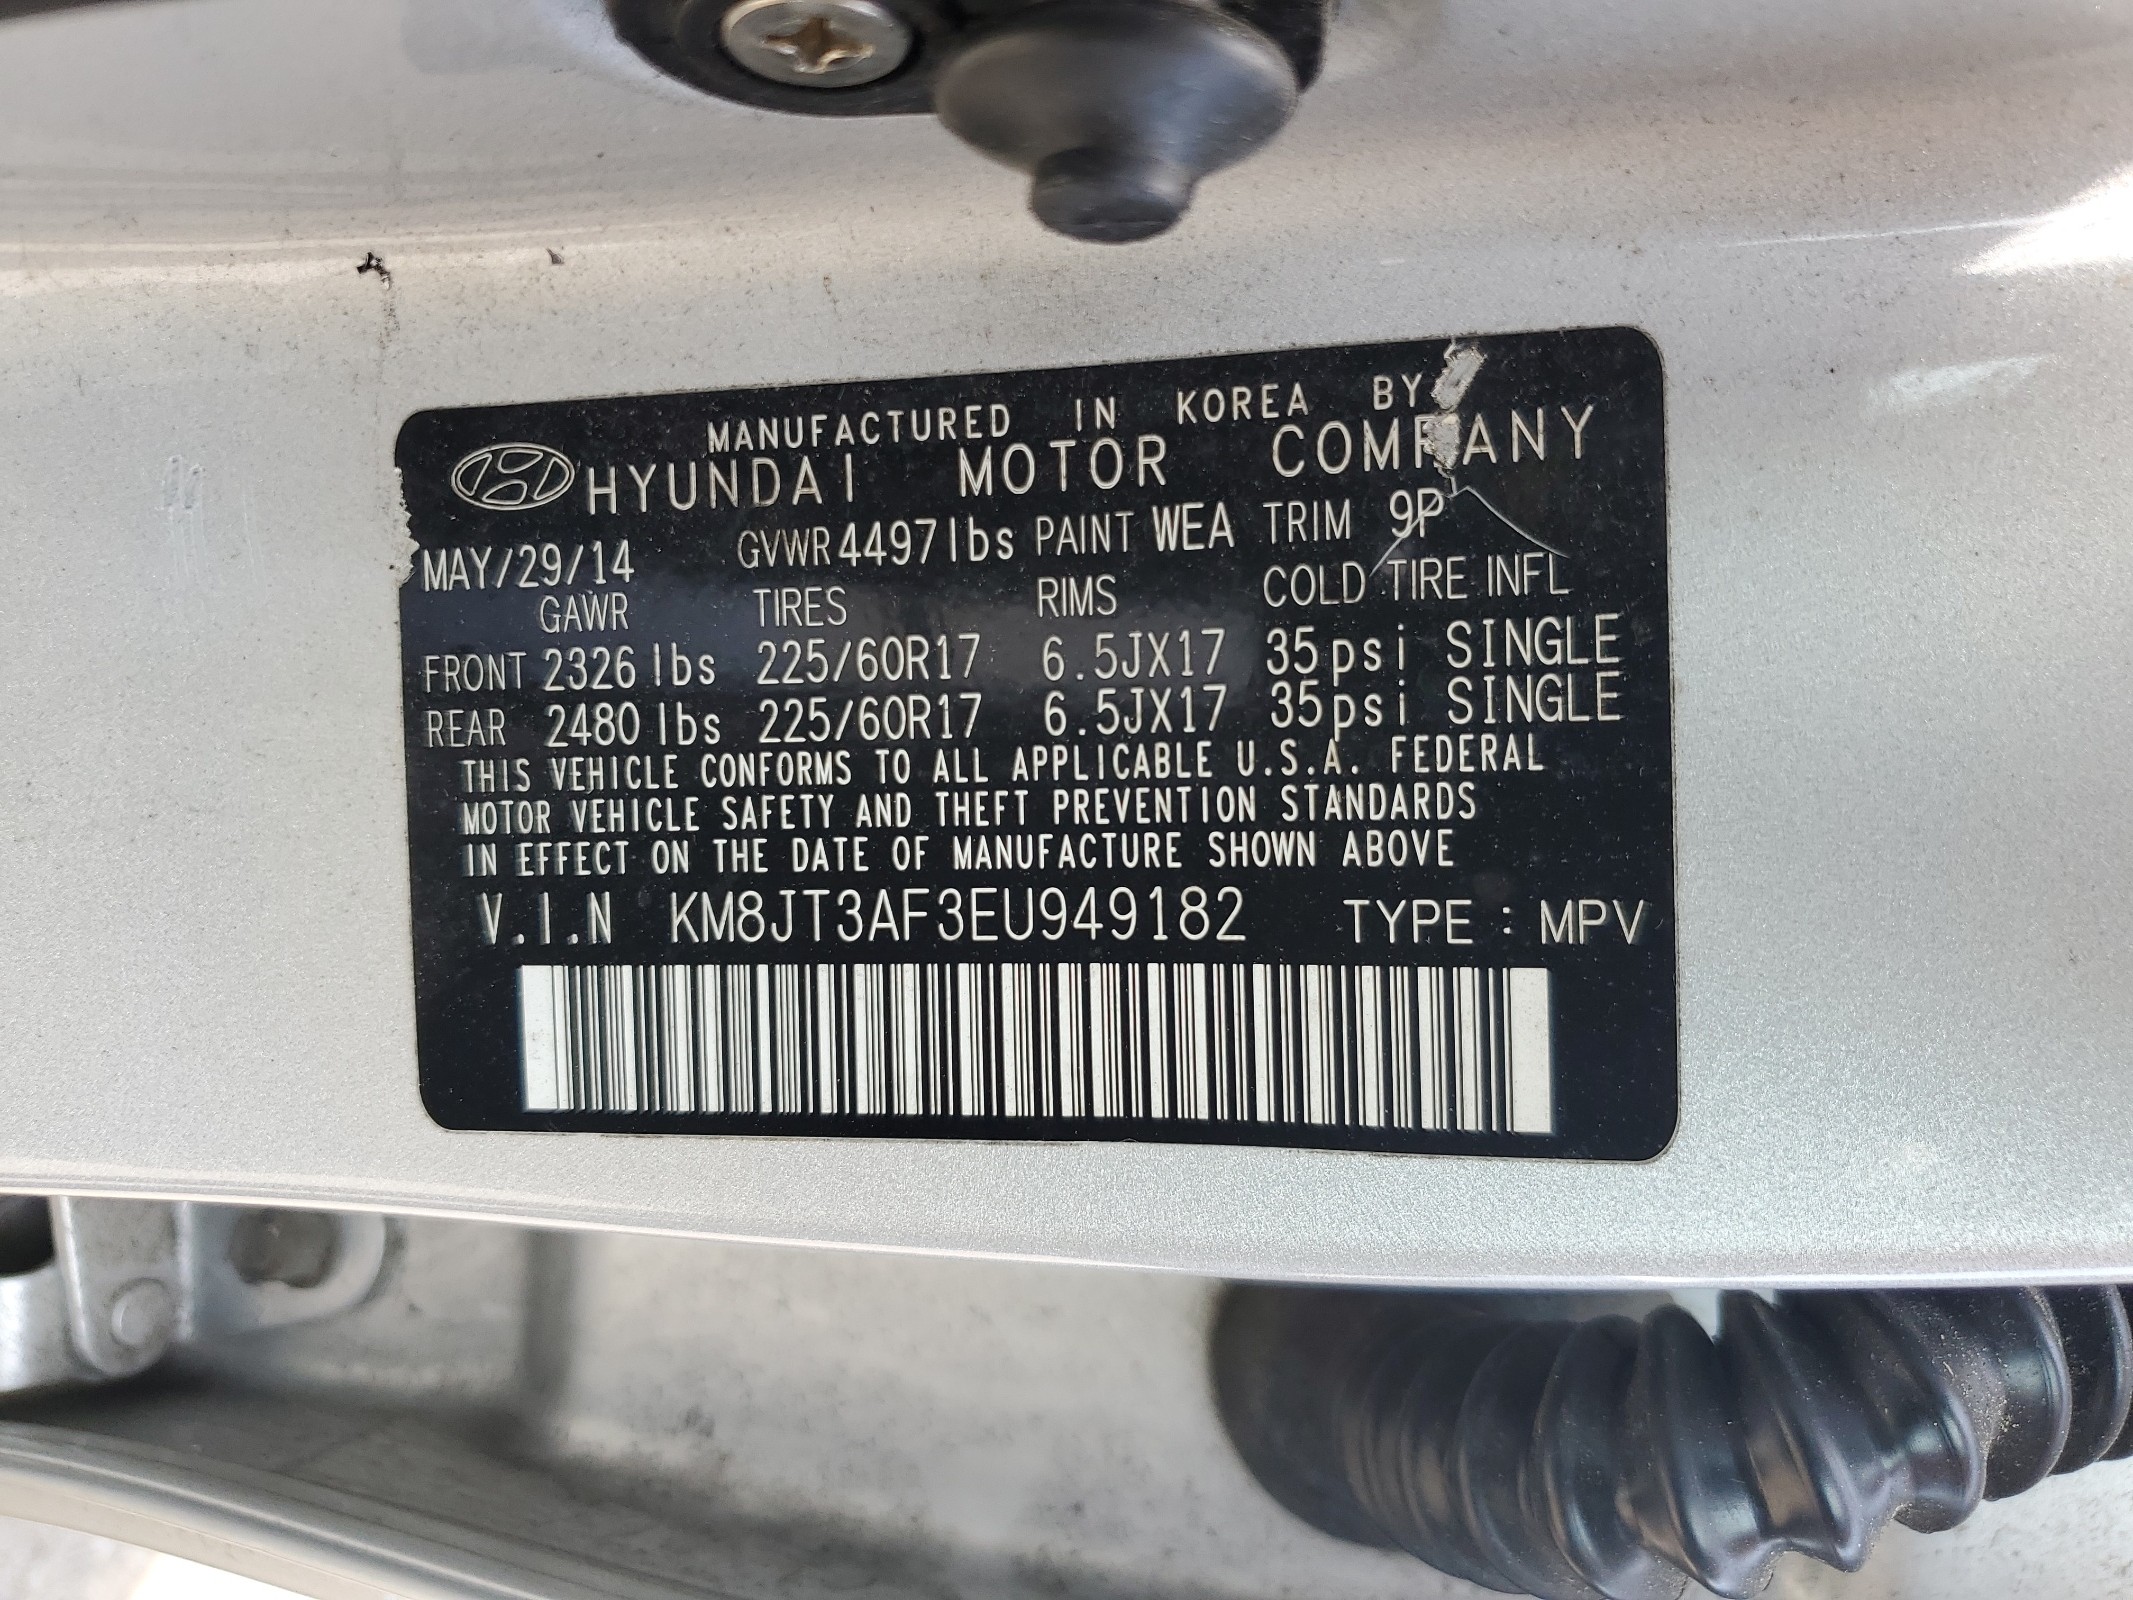 MANUFACTURED IN KOREA BY
HYUNDAI MOTOR COMPANY
MAY/29/14 GVWR 4497lbs PAINT WEA TRIM 9P
GAWR TIRES RIMS COLD TIRE INFL
FRONT 2326 lbs 225/60R17 6.5JX17 35psi SINGLE
REAR 2480 lbs 225/60R17 6.5JX17 35psi SINGLE
THIS VEHICLE CONFORMS TO ALL APPLICABLE U.S.A. FEDERAL
MOTOR VEHICLE SAFETY AND THEFT PREVENTION STANDARDS
IN EFFECT ON THE DATE OF MANUFACTURE SHOWN ABOVE
V.I.N KM8JT3AF3EU949182 TYPE : MPV